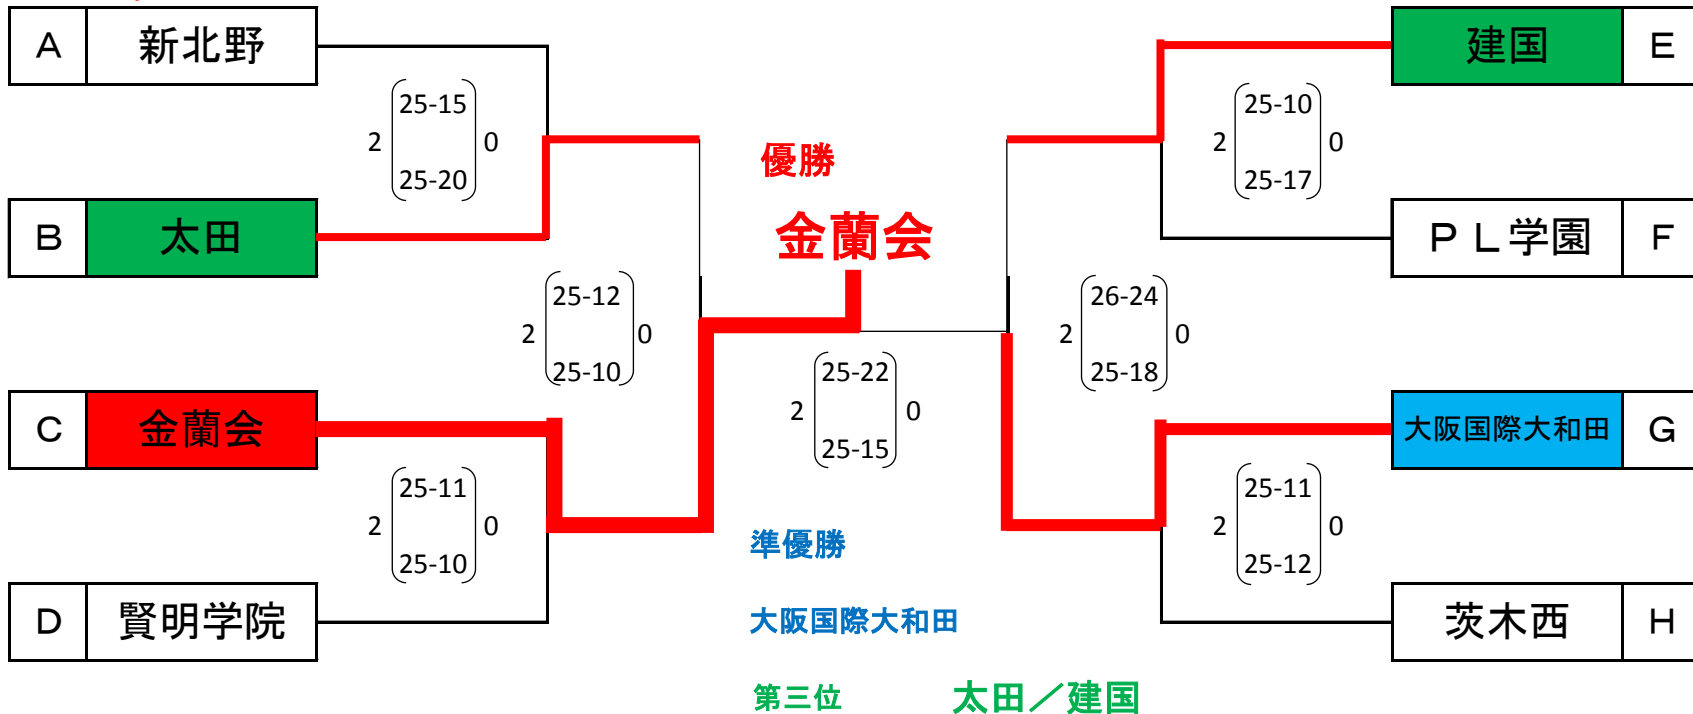 A 新北野
建国 E
25-15
2 0
25-20
25-10
2 0
25-17
優勝
金蘭会
B 太田
ＰＬ学園 F
25-12
2 0
25-10
26-24
2 0
25-18
25-22
2 0
25-15
C 金蘭会
大阪国際大和田 G
25-11
2 0
25-10
25-11
2 0
25-12
準優勝
大阪国際大和田
D 賢明学院
茨木西 H
第三位 太田／建国